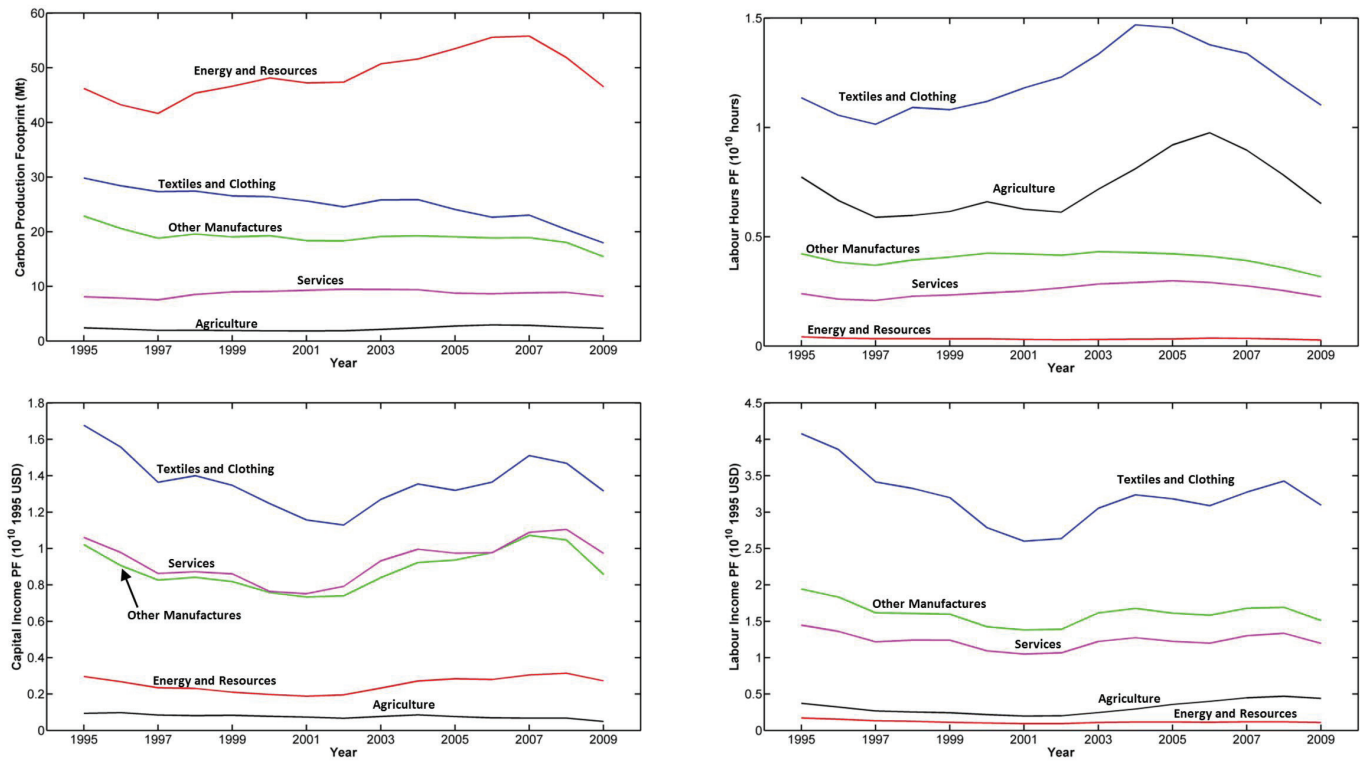 60
50
40
30
20
10
0
Carbon Production Footprint (Mt)
Energy and Resources
Textiles and Clothing
Other Manufactures
Services
Agriculture
1995 1997 1999 2001 2003 2005 2007 2009
Year
1.5
1
0.5
0
Labour Hours PF (10^10 hours)
Textiles and Clothing
Agriculture
Other Manufactures
Services
Energy and Resources
1995 1997 1999 2001 2003 2005 2007 2009
Year
1.8
1.6
1.4
1.2
1
0.8
0.6
0.4
0.2
0
Capital Income PF (10^10 1995 USD)
Textiles and Clothing
Services
Other Manufactures
Energy and Resources
Agriculture
1995 1997 1999 2001 2003 2005 2007 2009
Year
4.5
4
3.5
3
2.5
2
1.5
1
0.5
0
Labour Income PF (10^10 1995 USD)
Textiles and Clothing
Other Manufactures
Services
Agriculture
Energy and Resources
1995 1997 1999 2001 2003 2005 2007 2009
Year